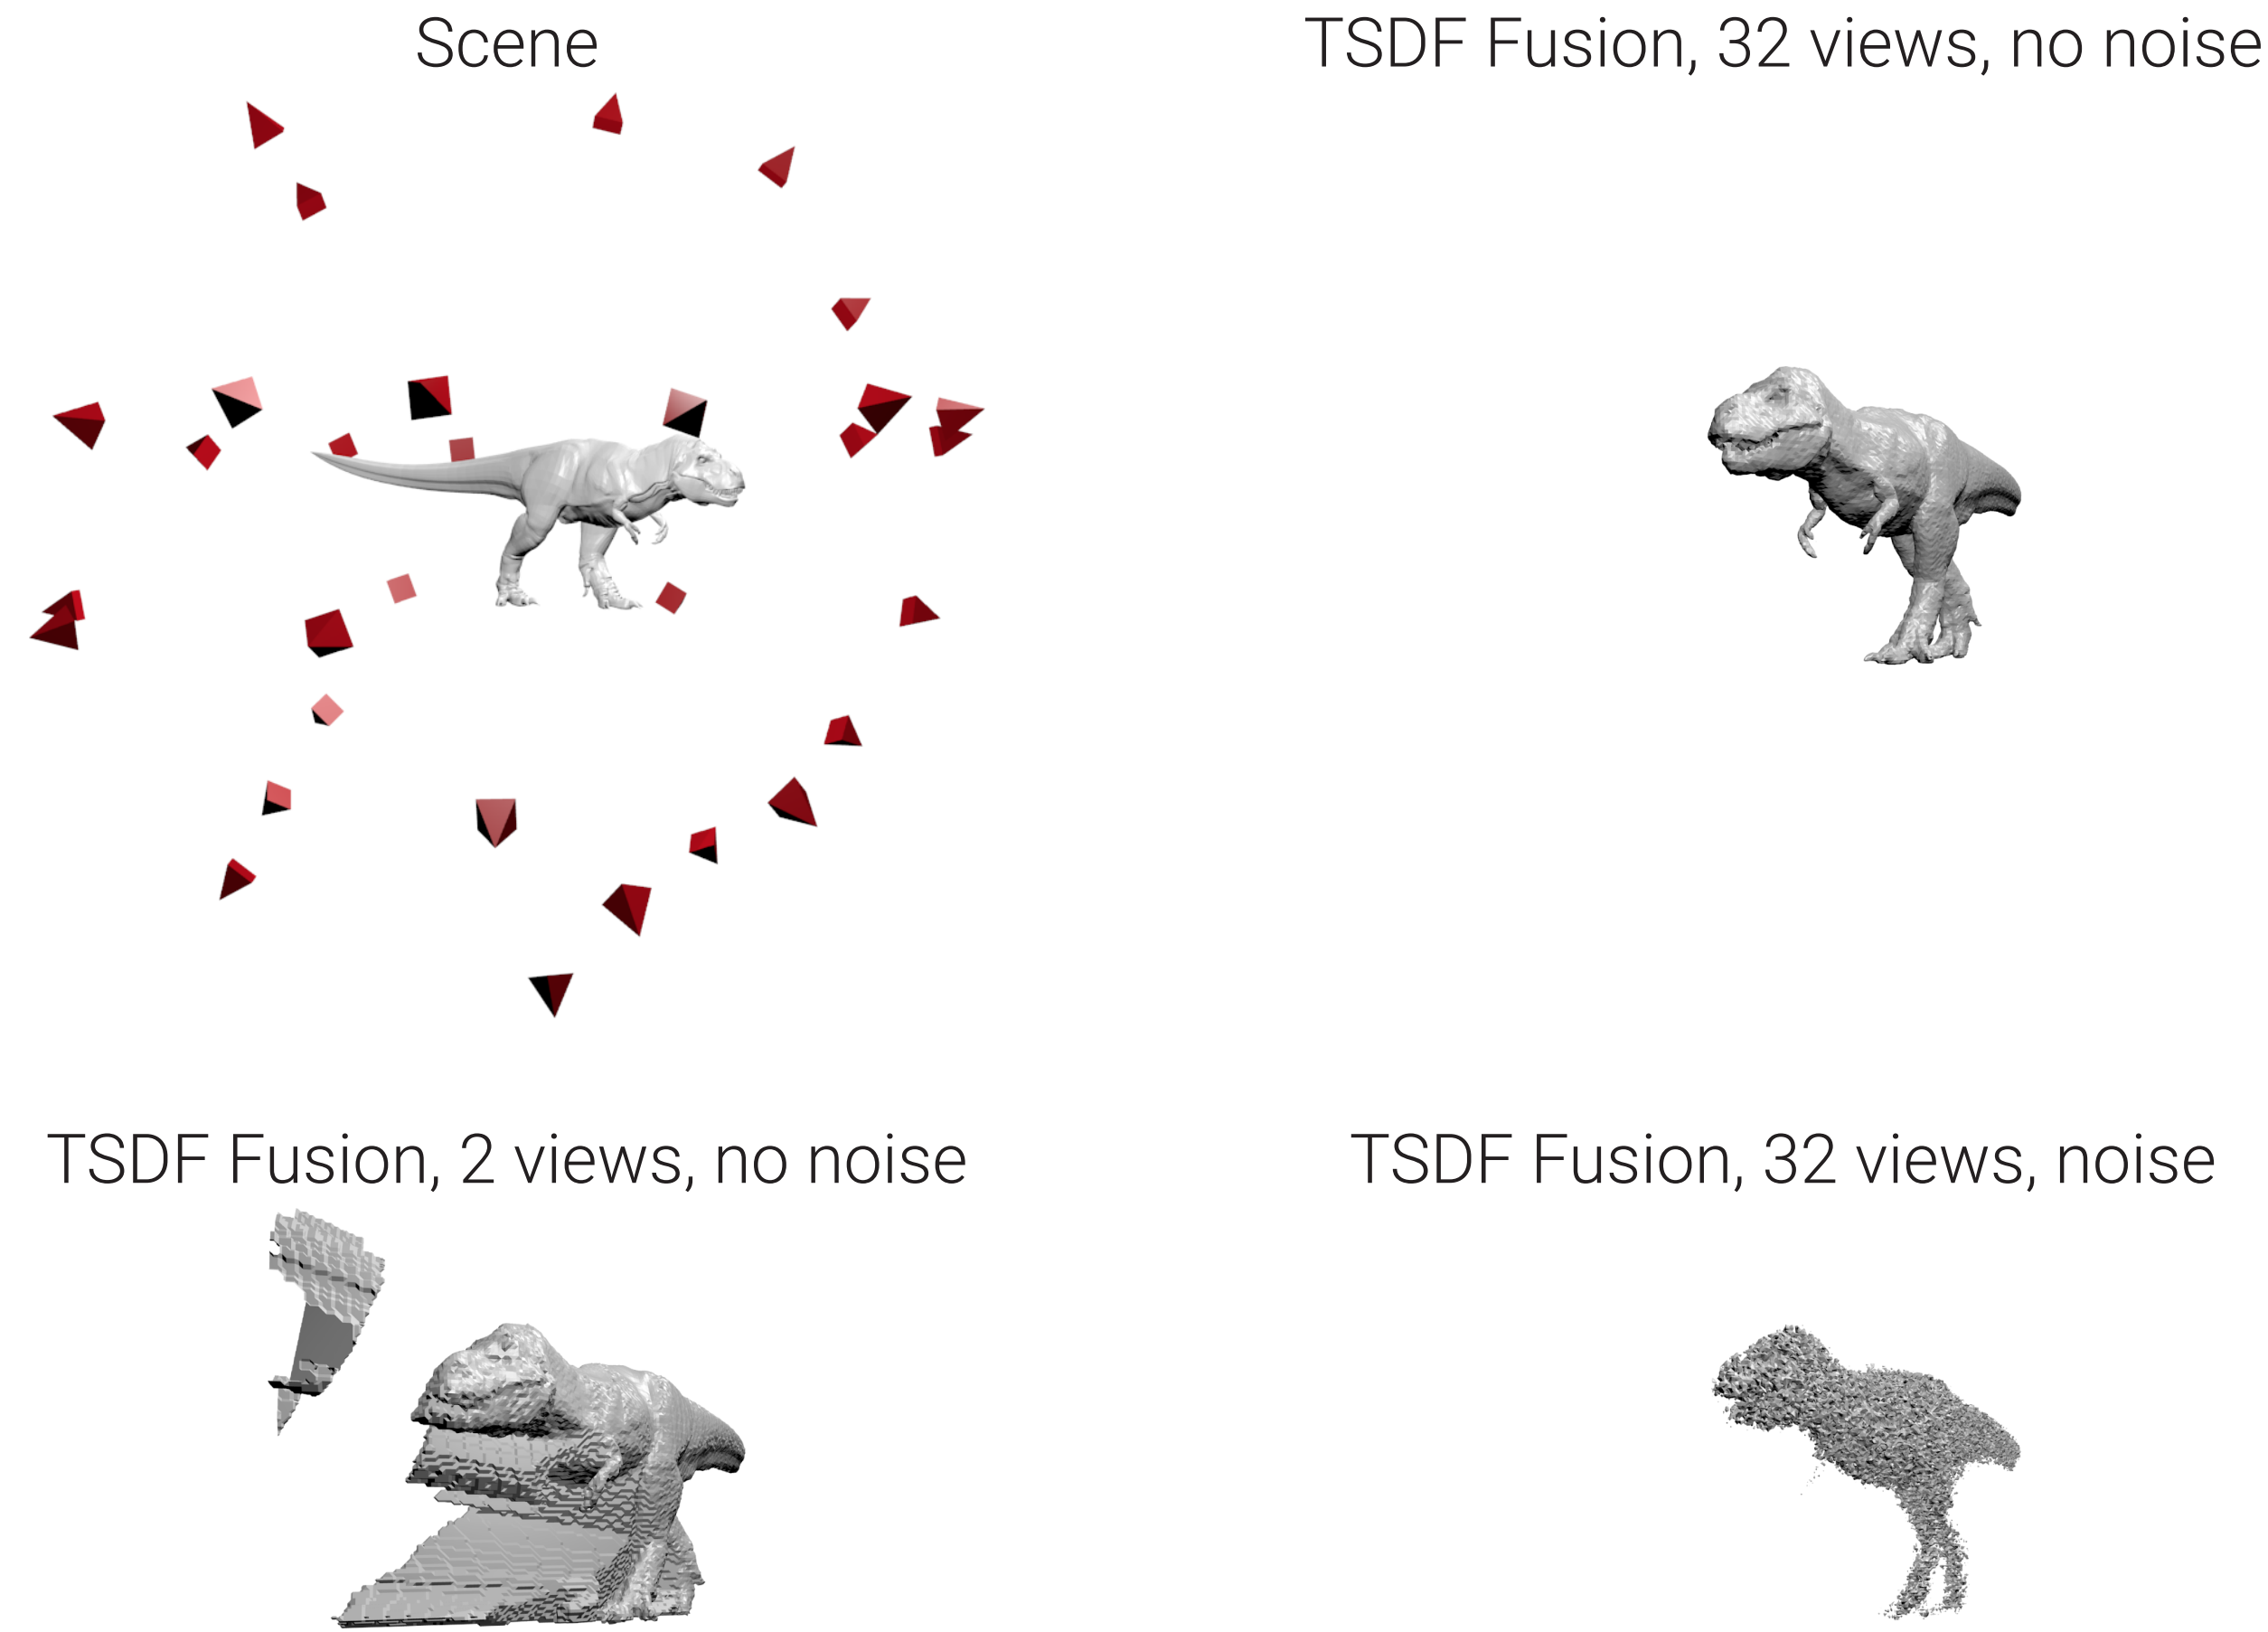 Scene
TSDF Fusion, 32 views, no noise
TSDF Fusion, 2 views, no noise
TSDF Fusion, 32 views, noise